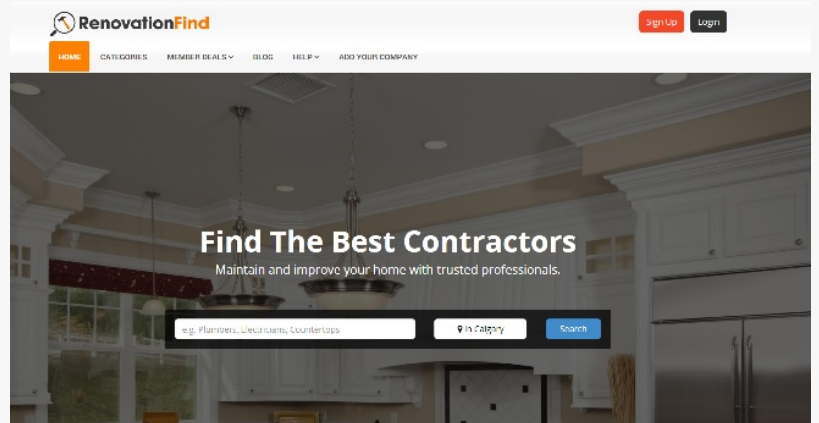 RenovationFind
Sign Up
Login
HOME
CATEGORIES
MEMBER DEALS
BLOG
HELP
ADD YOUR COMPANY
Find The Best Contractors
Maintain and improve your home with trusted professionals.
e.g. Plumbers, Electricians, Countertops
In Calgary
Search